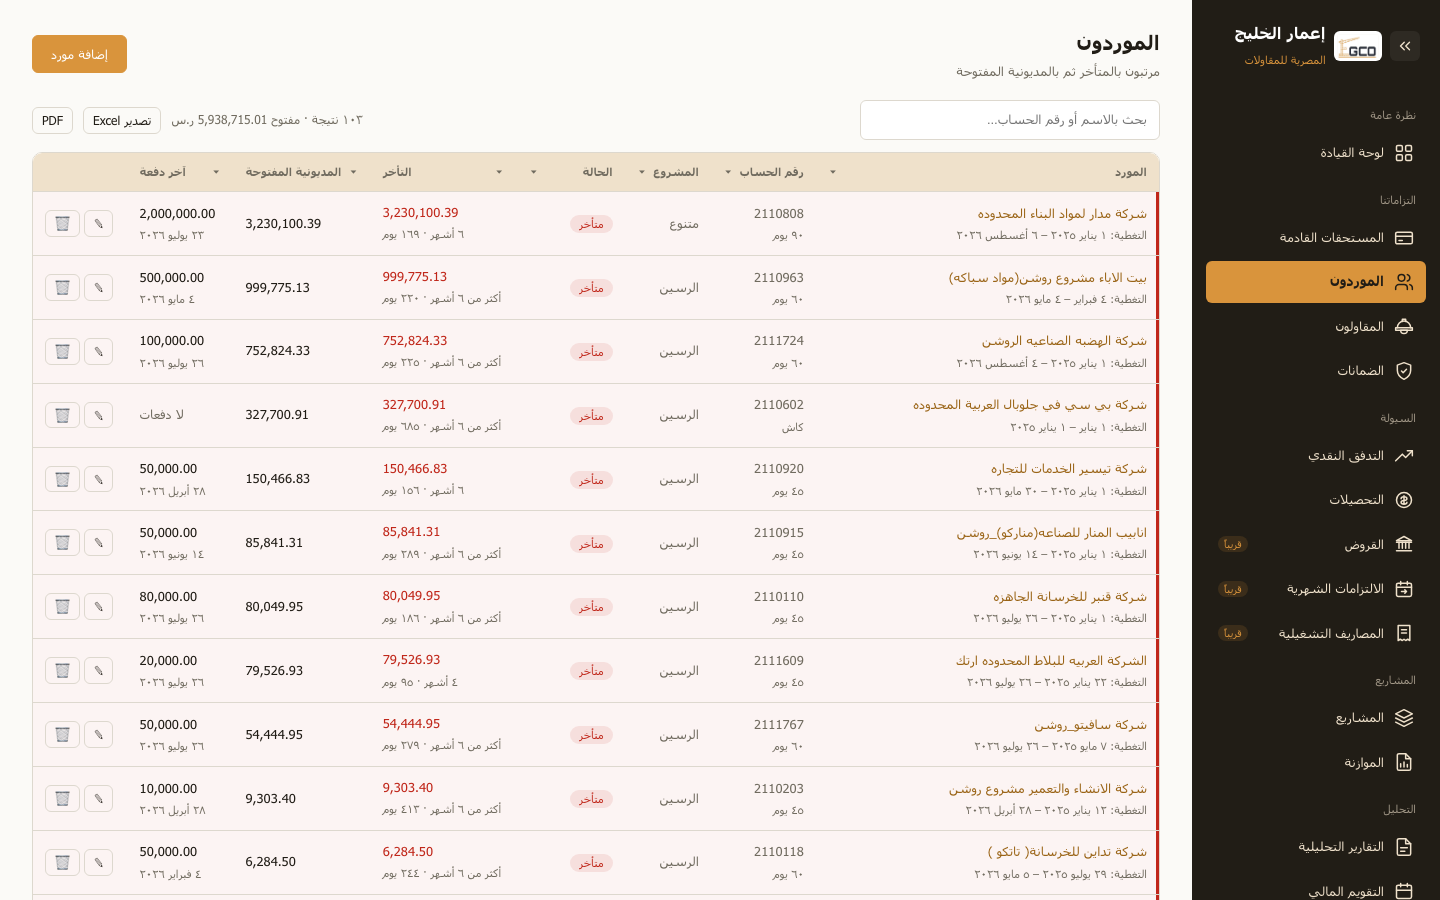 إعمار الخليج
المصرية للمقاولات
GCO
نظرة عامة
لوحة القيادة
التزاماتنا
المستحقات القادمة
الموردون
المقاولون
الضمانات
السيولة
التدفق النقدي
التحصيلات
القروض قريباً
الالتزامات الشهرية قريباً
المصاريف التشغيلية قريباً
المشاريع
المشاريع
الموازنة
التحليل
التقارير التحليلية
التقويم المالي
الموردون
مرتبون بالمتأخر ثم بالمديونية المفتوحة
إضافة مورد
بحث بالاسم أو رقم الحساب...
١٠٣ نتيجة · مفتوح 5,938,715.01 ر.س
تصدير Excel
PDF
المورد رقم الحساب المشروع الحالة التأخر المديونية المفتوحة آخر دفعة
شركة مدار لمواد البناء المحدوده 2110808 متنوع متأخر 3,230,100.39 3,230,100.39 2,000,000.00
التغطية: ١ يناير ٢٠٢٥ – ٦ أغسطس ٢٠٢٦ ٩٠ يوم ٦ أشهر · ١٦٩ يوم ٢٣ يوليو ٢٠٢٦
بيت الاباء مشروع روشن(مواد سباكه) 2110963 الرسين متأخر 999,775.13 999,775.13 500,000.00
التغطية: ٤ فبراير – ٤ مايو ٢٠٢٦ ٦٠ يوم أكثر من ٦ أشهر · ٢٢٠ يوم ٤ مايو ٢٠٢٦
شركة الهضبه الصناعيه الروشن 2111724 الرسين متأخر 752,824.33 752,824.33 100,000.00
التغطية: ١ يناير ٢٠٢٥ – ٤ أغسطس ٢٠٢٦ ٦٠ يوم أكثر من ٦ أشهر · ٢٢٥ يوم ٢٦ يوليو ٢٠٢٦
شركة بي سي في جلوبال العربية المحدوده 2110602 الرسين متأخر 327,700.91 327,700.91 لا دفعات
التغطية: ١ يناير – ١ يناير ٢٠٢٥ كاش أكثر من ٦ أشهر · ٦٨٥ يوم
شركة تيسير الخدمات للتجاره 2110920 الرسين متأخر 150,466.83 150,466.83 50,000.00
التغطية: ١ يناير ٢٠٢٥ – ٣٠ مايو ٢٠٢٦ ٤٥ يوم ٦ أشهر · ١٥٦ يوم ٢٨ أبريل ٢٠٢٦
انابيب المنار للصناعه(مناركو)_روشن 2110915 الرسين متأخر 85,841.31 85,841.31 50,000.00
التغطية: ١ يناير ٢٠٢٥ – ١٤ يونيو ٢٠٢٦ ٤٥ يوم أكثر من ٦ أشهر · ٢٨٩ يوم ١٤ يونيو ٢٠٢٦
شركة قنبر للخرسانة الجاهزه 2110110 الرسين متأخر 80,049.95 80,049.95 80,000.00
التغطية: ١ يناير ٢٠٢٥ – ٢٦ يوليو ٢٠٢٦ ٤٥ يوم أكثر من ٦ أشهر · ١٨٦ يوم ٢٦ يوليو ٢٠٢٦
الشركة العربيه للبلاط المحدوده ارتك 2111609 الرسين متأخر 79,526.93 79,526.93 20,000.00
التغطية: ٢٢ يناير ٢٠٢٥ – ٢٦ يوليو ٢٠٢٦ ٤٥ يوم ٤ أشهر · ٩٥ يوم ٢٦ يوليو ٢٠٢٦
شركة سافيتو_روشن 2111767 الرسين متأخر 54,444.95 54,444.95 50,000.00
التغطية: ٧ مايو ٢٠٢٥ – ٢٦ يوليو ٢٠٢٦ ٦٠ يوم أكثر من ٦ أشهر · ٢٧٩ يوم ٢٦ يوليو ٢٠٢٦
شركة الانشاء والتعمير مشروع روشن 2110203 الرسين متأخر 9,303.40 9,303.40 10,000.00
التغطية: ١٢ يناير ٢٠٢٥ – ٢٨ أبريل ٢٠٢٦ ٤٥ يوم أكثر من ٦ أشهر · ٤١٣ يوم ٢٨ أبريل ٢٠٢٦
شركة تداين للخرسانة( تاتكو ) 2110118 الرسين متأخر 6,284.50 6,284.50 50,000.00
التغطية: ٢٩ يوليو ٢٠٢٥ – ٥ مايو ٢٠٢٦ ٦٠ يوم أكثر من ٦ أشهر · ٢٤٤ يوم ٤ فبراير ٢٠٢٦